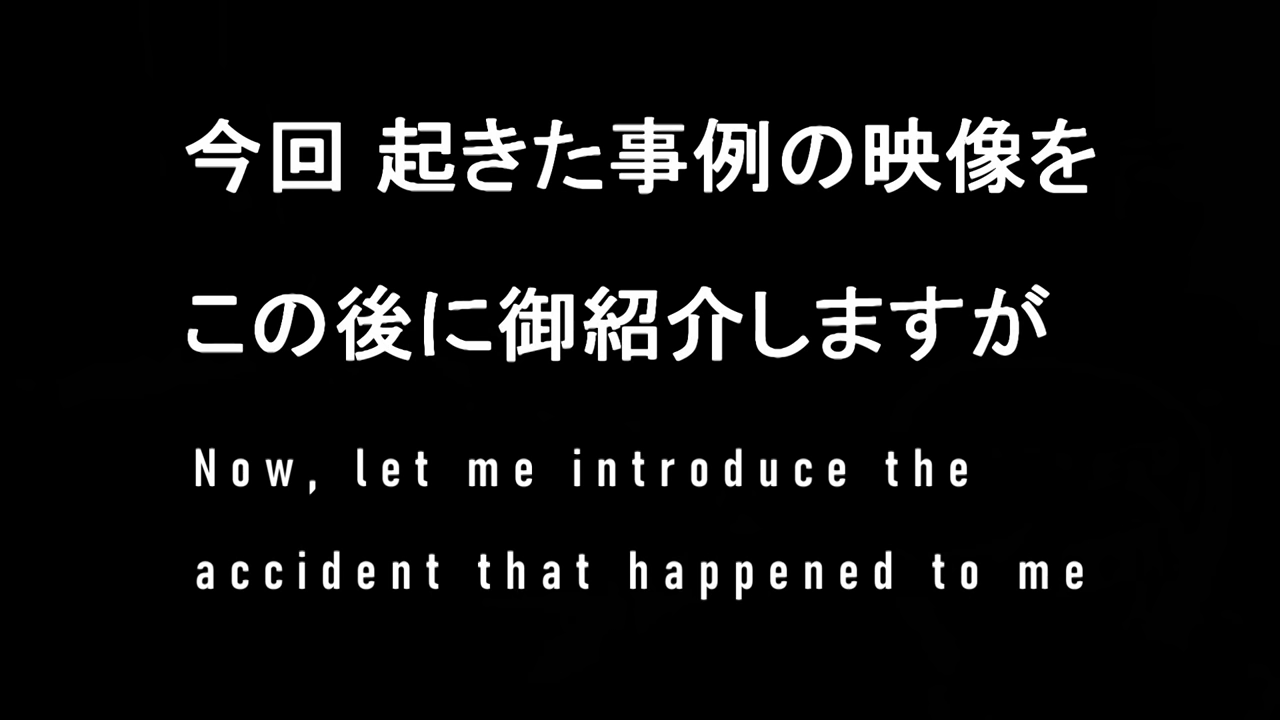 今回 起きた事例の映像を
この後に御紹介しますが
Now, let me introduce the
accident that happened to me